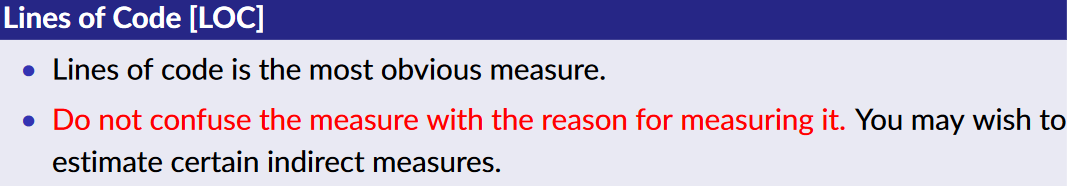 Lines of Code [LOC]
• Lines of code is the most obvious measure.
• Do not confuse the measure with the reason for measuring it. You may wish to
estimate certain indirect measures.